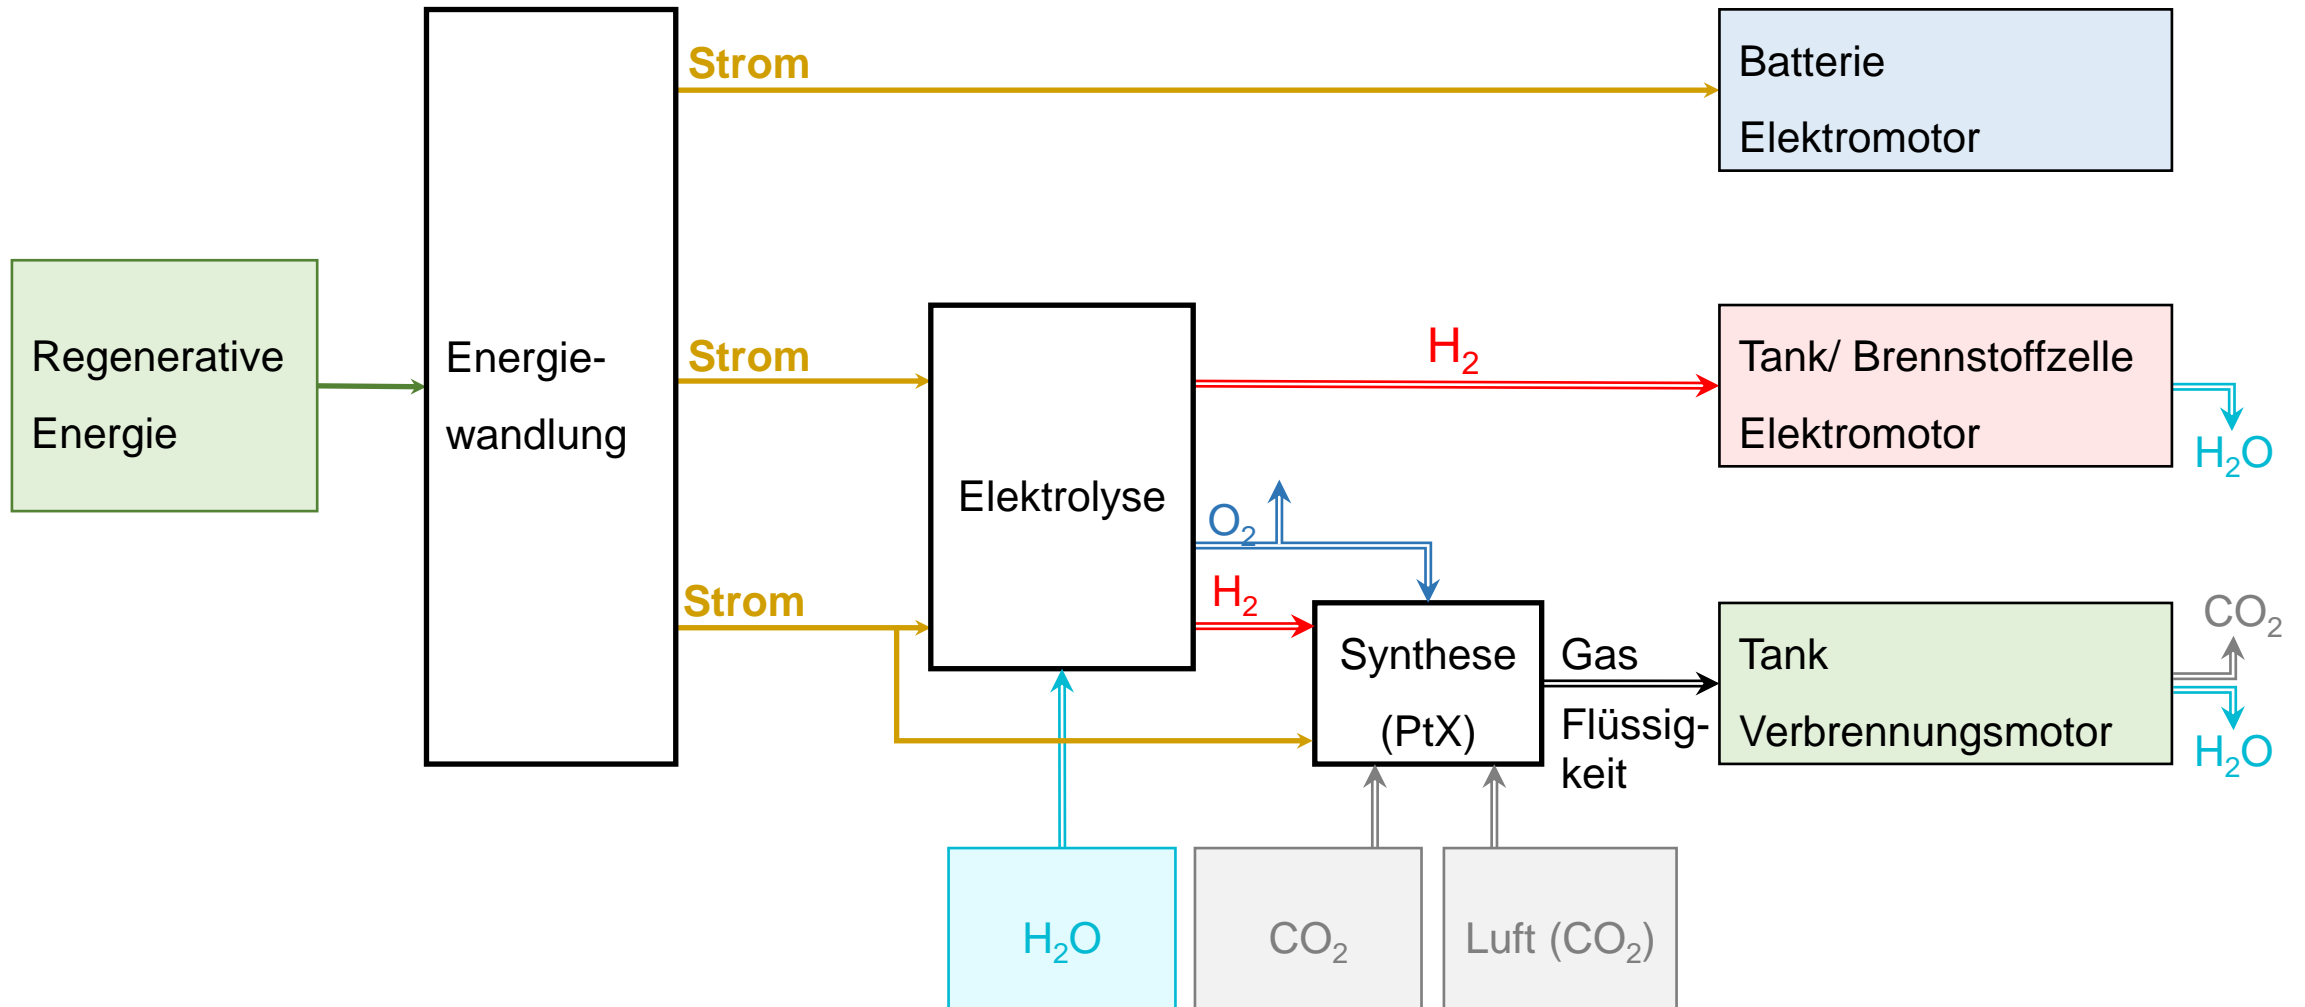 Strom
Batterie
Elektromotor
Regenerative
Energie
Energie-
wandlung
Strom
Elektrolyse
H₂
Tank/ Brennstoffzelle
Elektromotor
H₂O
O₂
Strom
H₂
Synthese
(PtX)
Gas
Flüssig-
keit
Tank
Verbrennungsmotor
CO₂
H₂O
H₂O
CO₂
Luft (CO₂)